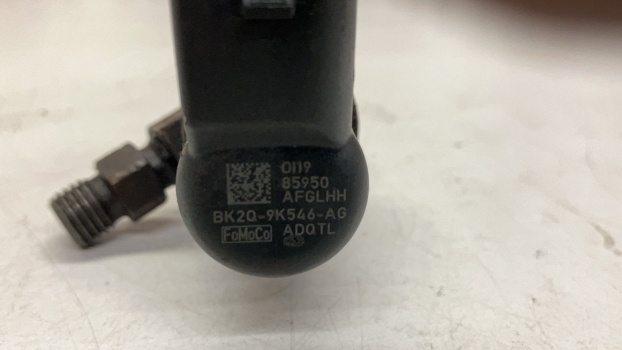 0119
85950
AFGLHH
BK2Q-9K546-AG
FoMoCo ADQTL